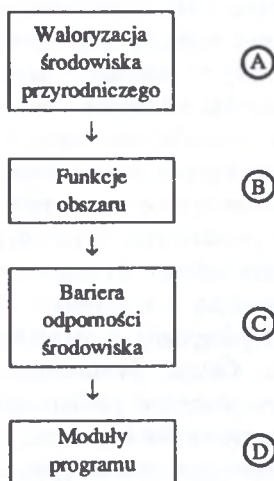 Waloryzacja
środowiska
przyrodniczego
A
↓
Funkcje
obszaru
B
↓
Bariera
odporności
środowiska
C
↓
Moduły
programu
D